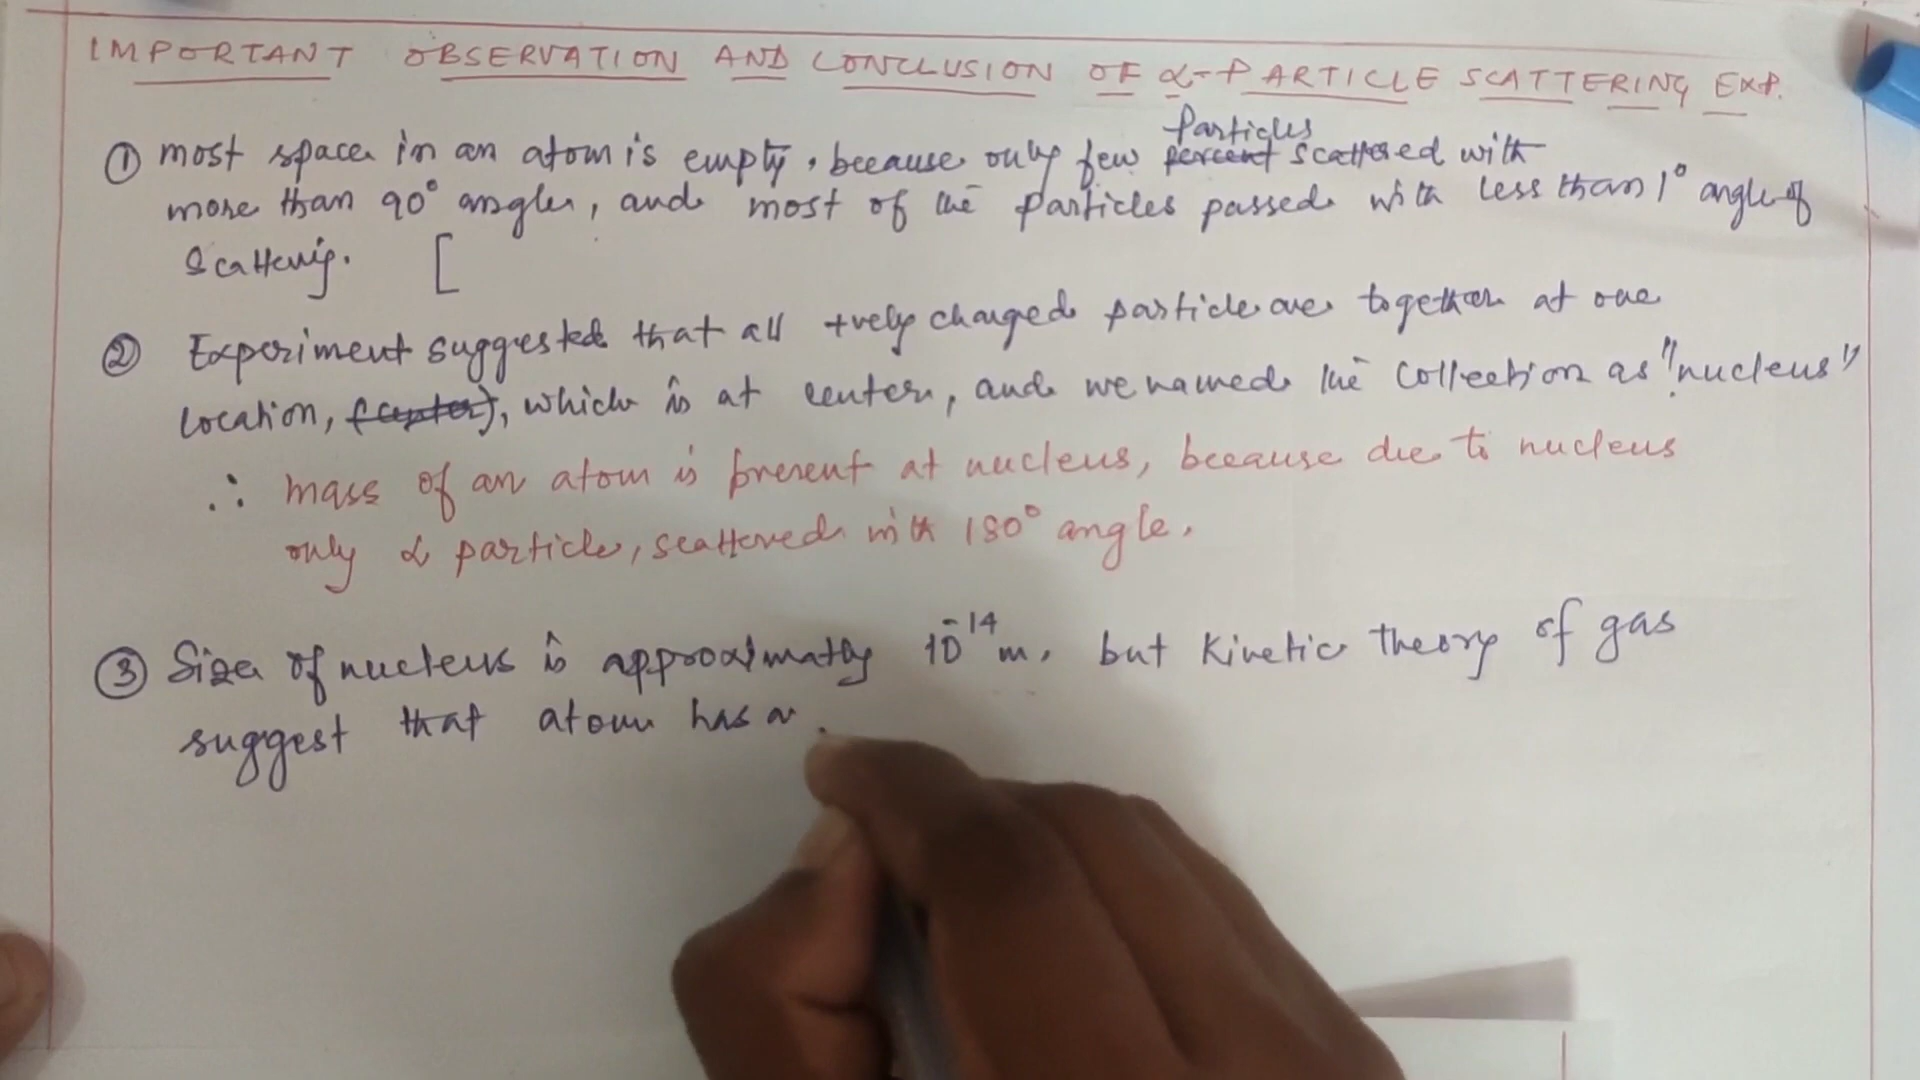 IMPORTANT OBSERVATION AND CONCLUSION OF α-PARTICLE SCATTERING EXP.
① most space in an atom is empty, because only few particles percent scattered with
more than 90° angle, and most of the particles passed with less than 1° angle of
scattering. [
② Experiment suggested that all +vely charged particle are together at one
location, (center), which is at center, and we named the collection as "nucleus"
∴ mass of an atom is present at nucleus, because due to nucleus
only α particle, scattered with 180° angle.
③ Size of nucleus is approximatly 10⁻¹⁴ m, but kinetic theory of gas
suggest that atom has a